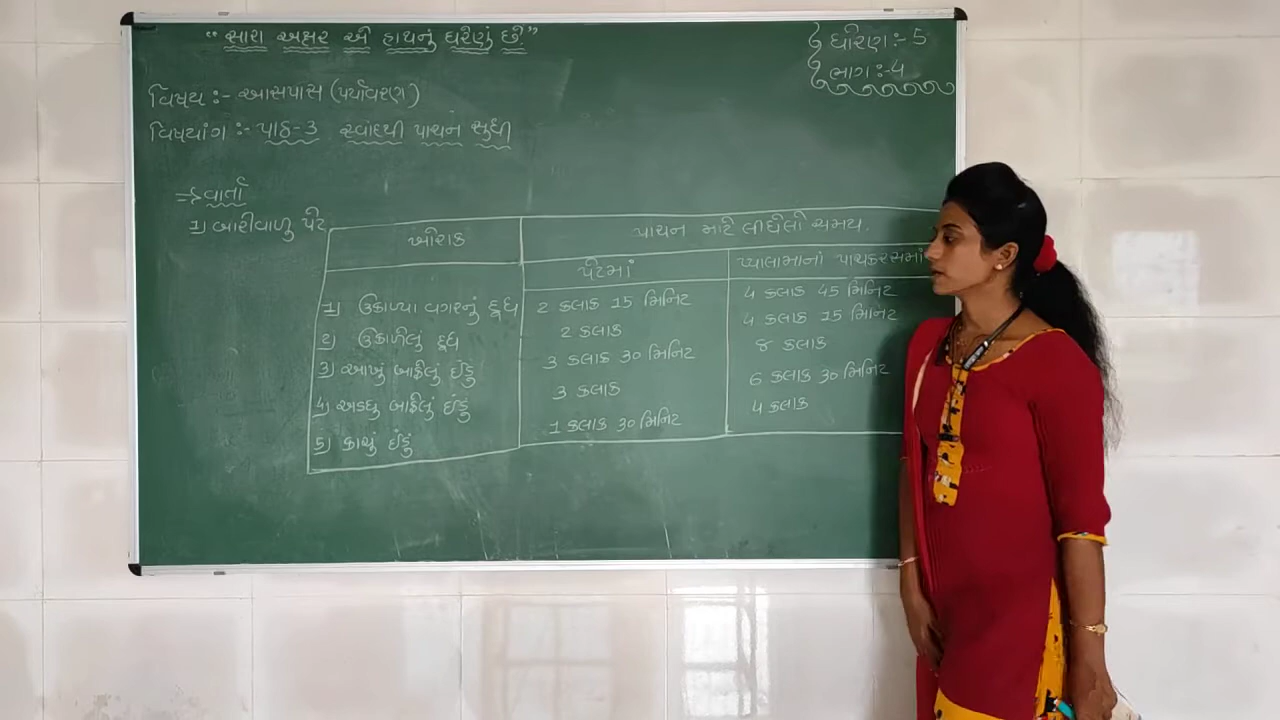 “ સારા અક્ષર એ હાથનું ઘરેણું છે.”
ધોરણ:- 5
ભાગ:-4
વિષય :- આસપાસ (પર્યાવરણ)
વિષયાંગ :- પાઠ-3 સ્વાદથી પાચન સુધી
⇒ વાર્તા
1) બારીવાળુ પેટ
ખોરાક
પાચન માટે લીધેલો સમય.
પેટમાં
પ્યાલામાનાં પાચકરસમાં
1) ઉકાળ્યા વગરનું દૂધ 2 કલાક 15 મિનિટ 4 કલાક 45 મિનિટ
2) ઉકાળેલું દૂધ 2 કલાક 4 કલાક 15 મિનિટ
3) આખું બાફેલું ઈંડું 3 કલાક 30 મિનિટ 8 કલાક
4) અડધુ બાફેલું ઈંડું 3 કલાક 6 કલાક 30 મિનિટ
5) કાચું ઈંડું 1 કલાક 30 મિનિટ 4 કલાક